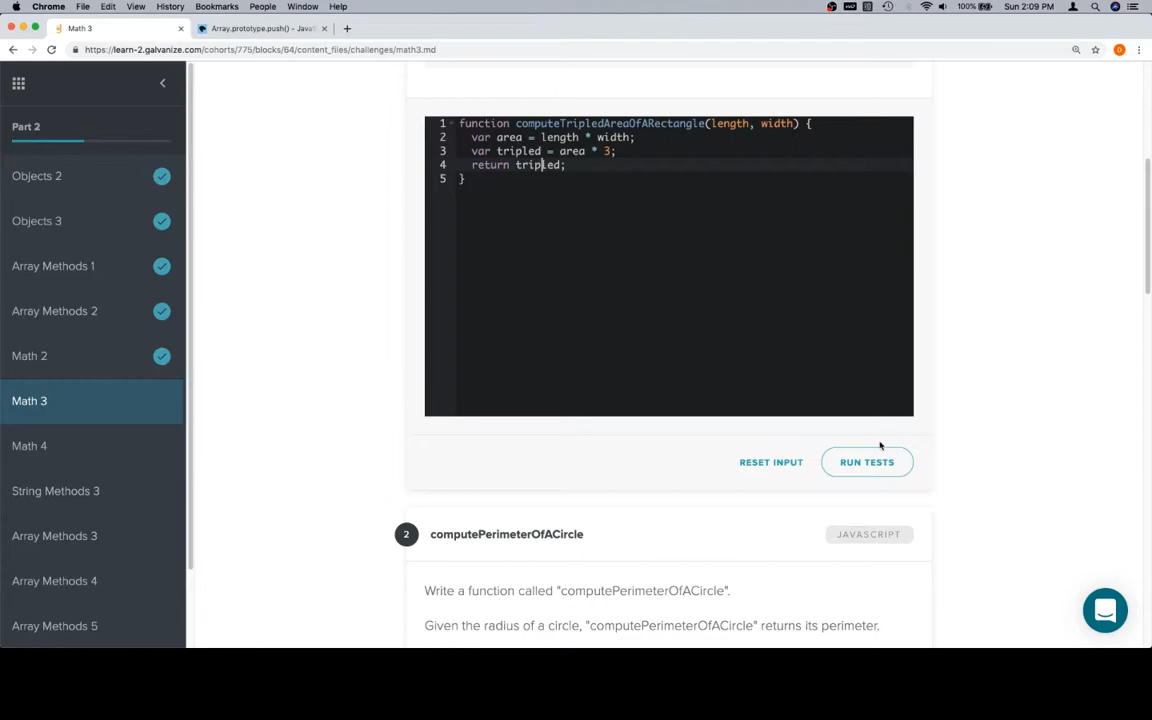 Chrome File Edit View History Bookmarks People Window Help
100% Sun 2:09 PM
Math 3
Array.prototype.push() - JavaS
https://learn-2.galvanize.com/cohorts/775/blocks/64/content_files/challenges/math3.md
D
Part 2
Objects 2
Objects 3
Array Methods 1
Array Methods 2
Math 2
Math 3
Math 4
String Methods 3
Array Methods 3
Array Methods 4
Array Methods 5
1 function computeTripledAreaOfARectangle(length, width) {
2 var area = length * width;
3 var tripled = area * 3;
4 return tripled;
5 }
RESET INPUT RUN TESTS
2 computePerimeterOfACircle JAVASCRIPT
Write a function called "computePerimeterOfACircle".
Given the radius of a circle, "computePerimeterOfACircle" returns its perimeter.